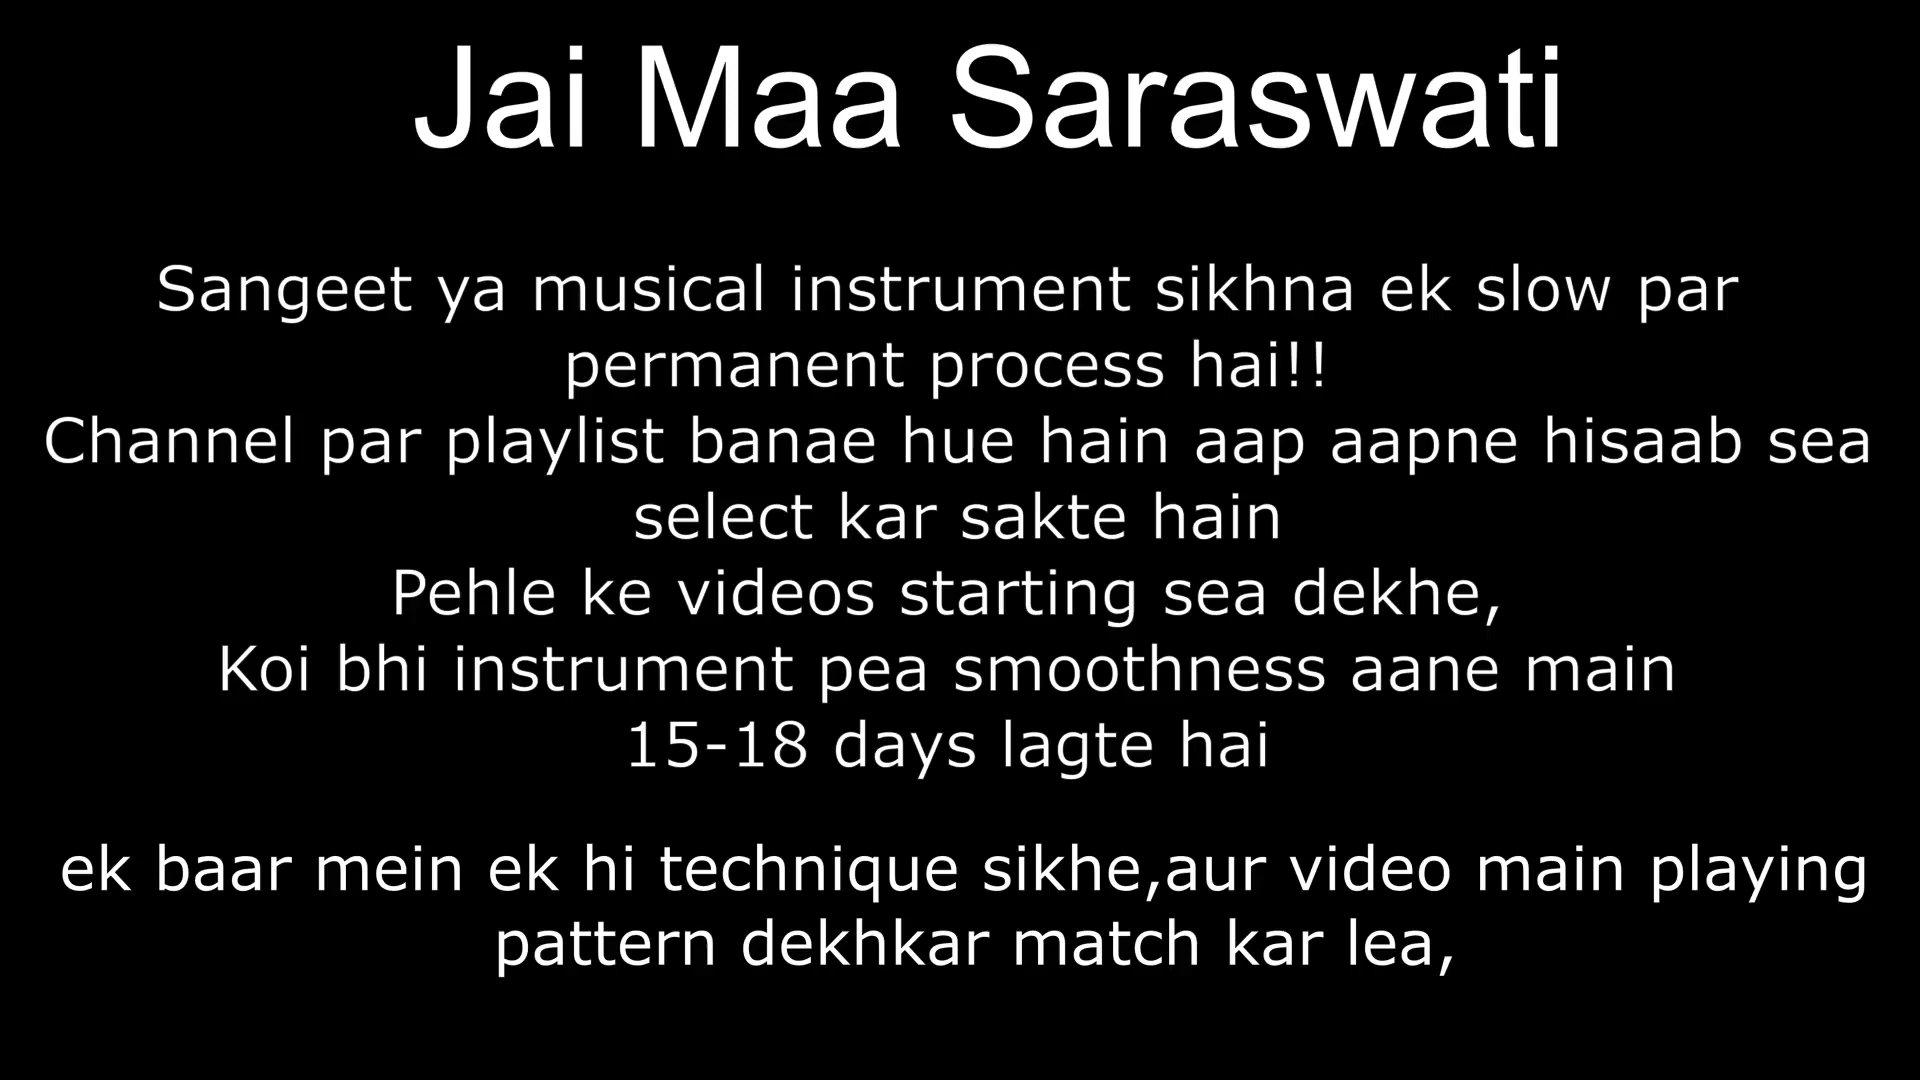 Jai Maa Saraswati
Sangeet ya musical instrument sikhna ek slow par
permanent process hai!!
Channel par playlist banae hue hain aap aapne hisaab sea
select kar sakte hain
Pehle ke videos starting sea dekhe,
Koi bhi instrument pea smoothness aane main
15-18 days lagte hai
ek baar mein ek hi technique sikhe,aur video main playing
pattern dekhkar match kar lea,